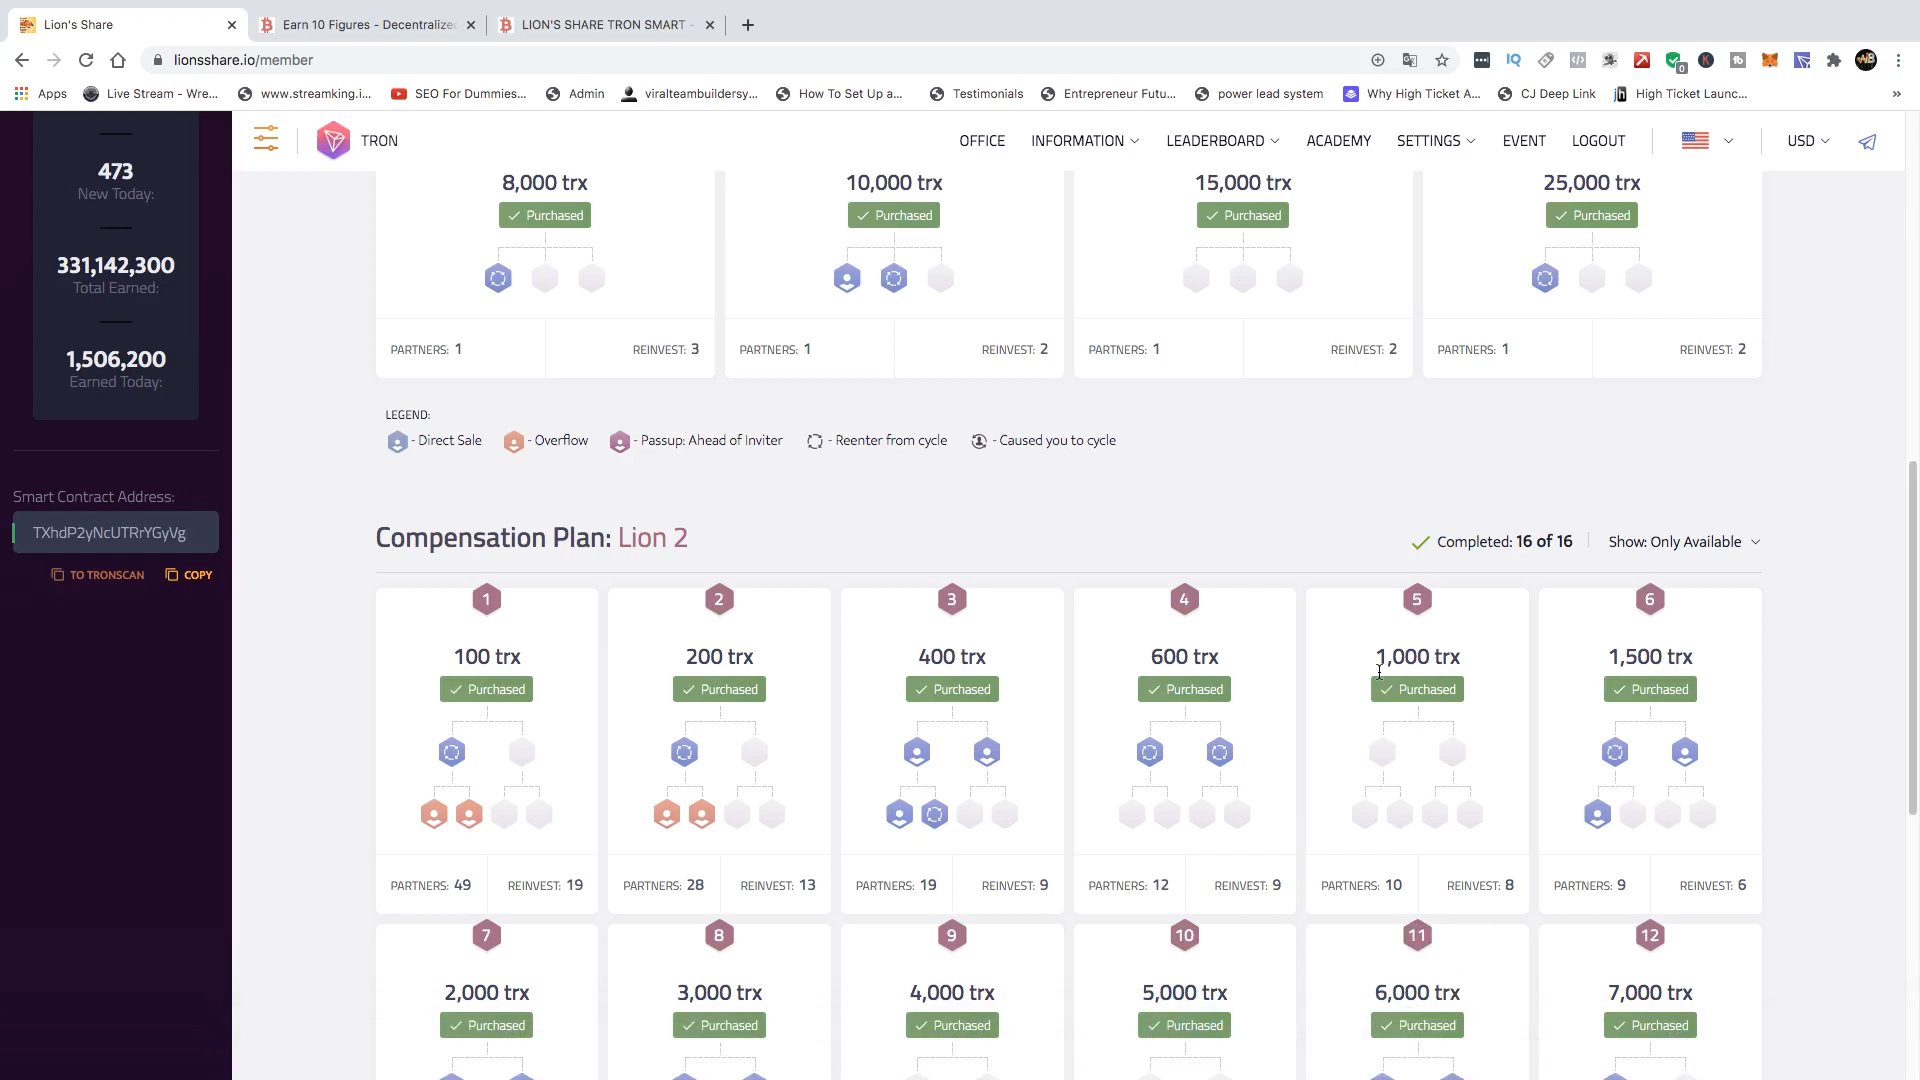 Lion's Share
Earn 10 Figures - Decentralized
LION'S SHARE TRON SMART -
lionsshare.io/member
Apps
Live Stream - Wre...
www.streamking.i...
SEO For Dummies...
Admin
viralteambuildersy...
How To Set Up a...
Testimonials
Entrepreneur Futu...
power lead system
Why High Ticket A...
CJ Deep Link
High Ticket Launc...
»
TRON
OFFICE
INFORMATION
LEADERBOARD
ACADEMY
SETTINGS
EVENT
LOGOUT
USD
473
New Today:
331,142,300
Total Earned:
1,506,200
Earned Today:
Smart Contract Address:
TXhdP2yNcUTRrYGyVg
TO TRONSCAN COPY
8,000 trx 10,000 trx 15,000 trx 25,000 trx
Purchased Purchased Purchased Purchased
PARTNERS: 1 REINVEST: 3 PARTNERS: 1 REINVEST: 2 PARTNERS: 1 REINVEST: 2 PARTNERS: 1 REINVEST: 2
LEGEND:
- Direct Sale - Overflow - Passup: Ahead of Inviter - Reenter from cycle - Caused you to cycle
Compensation Plan: Lion 2
Completed: 16 of 16 Show: Only Available
1 2 3 4 5 6
100 trx 200 trx 400 trx 600 trx 1,000 trx 1,500 trx
Purchased Purchased Purchased Purchased Purchased Purchased
PARTNERS: 49 REINVEST: 19 PARTNERS: 28 REINVEST: 13 PARTNERS: 19 REINVEST: 9 PARTNERS: 12 REINVEST: 9 PARTNERS: 10 REINVEST: 8 PARTNERS: 9 REINVEST: 6
7 8 9 10 11 12
2,000 trx 3,000 trx 4,000 trx 5,000 trx 6,000 trx 7,000 trx
Purchased Purchased Purchased Purchased Purchased Purchased